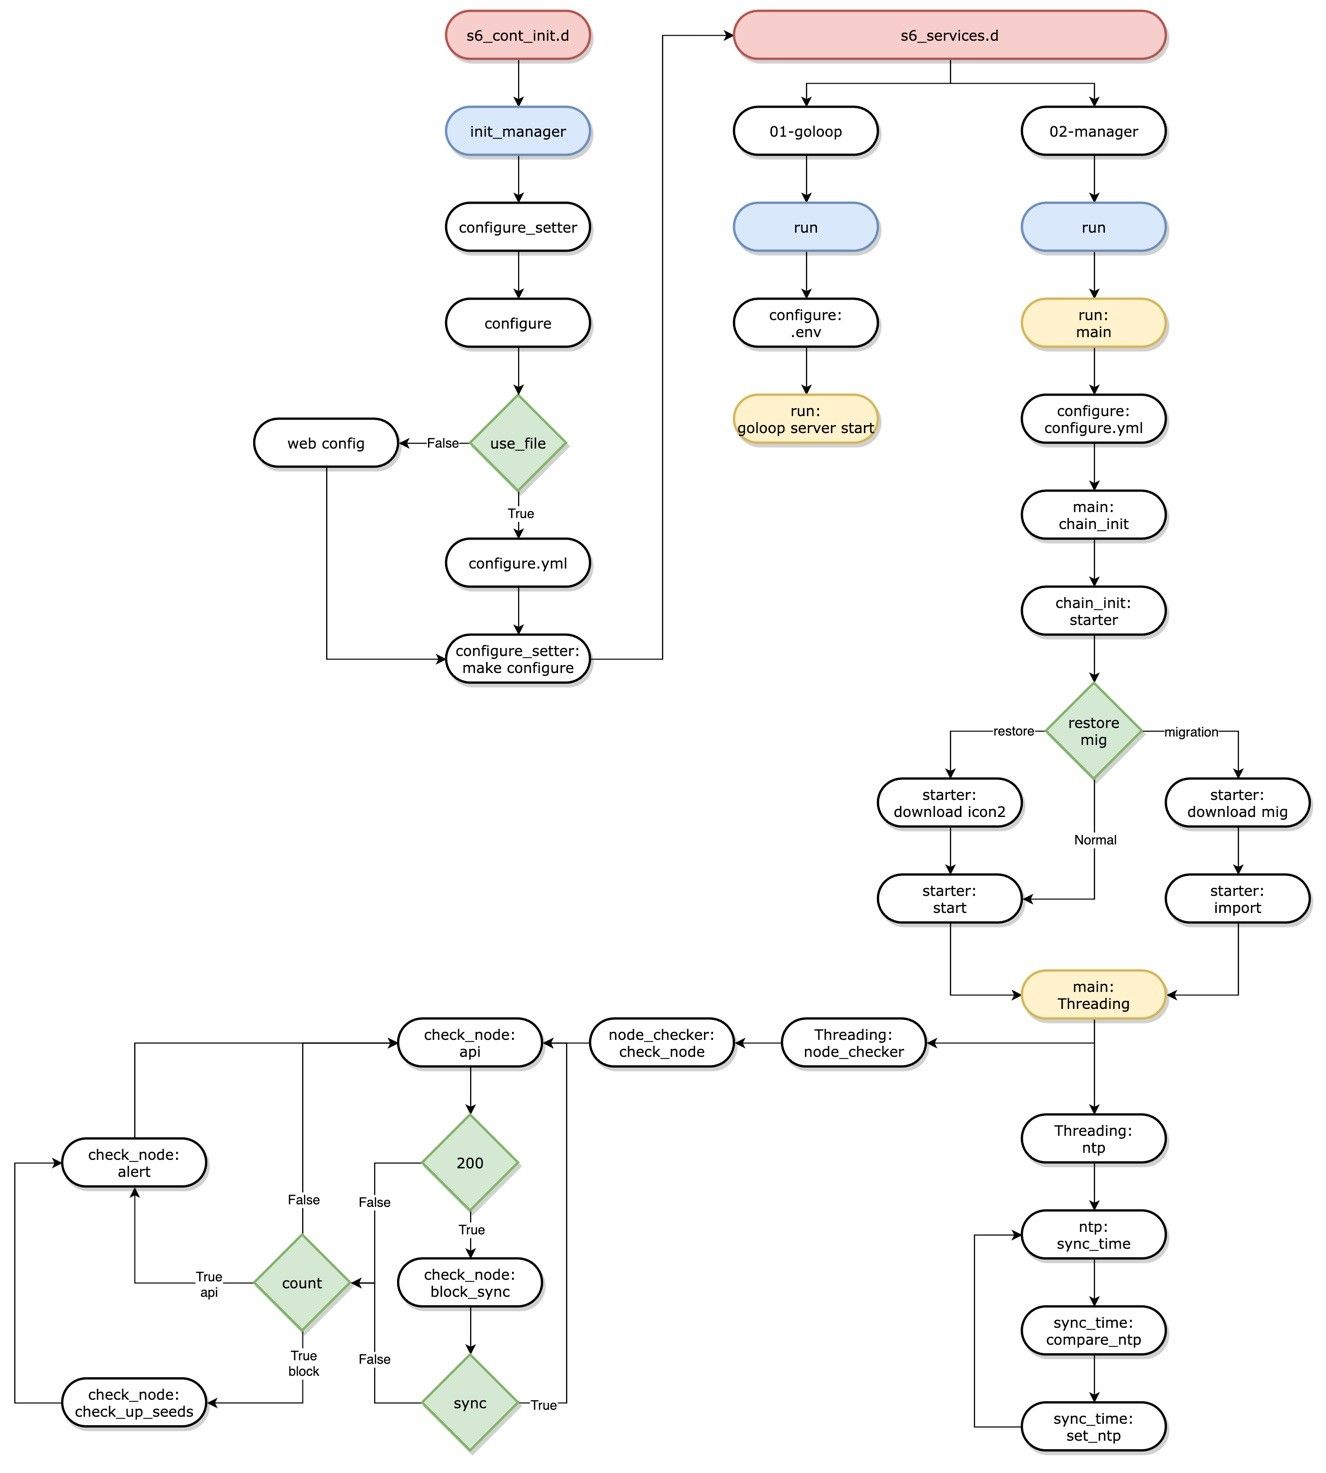 s6_cont_init.d
init_manager
configure_setter
configure
use_file
False
web config
True
configure.yml
configure_setter:
make configure
s6_services.d
01-goloop
run
configure:
.env
run:
goloop server start
02-manager
run
run:
main
configure:
configure.yml
main:
chain_init
chain_init:
starter
restore
mig
restore
migration
Normal
starter:
download icon2
starter:
download mig
starter:
start
starter:
import
main:
Threading
Threading:
node_checker
node_checker:
check_node
check_node:
api
200
False
True
check_node:
block_sync
sync
False
True
count
False
True
api
True
block
check_node:
alert
check_node:
check_up_seeds
Threading:
ntp
ntp:
sync_time
sync_time:
compare_ntp
sync_time:
set_ntp